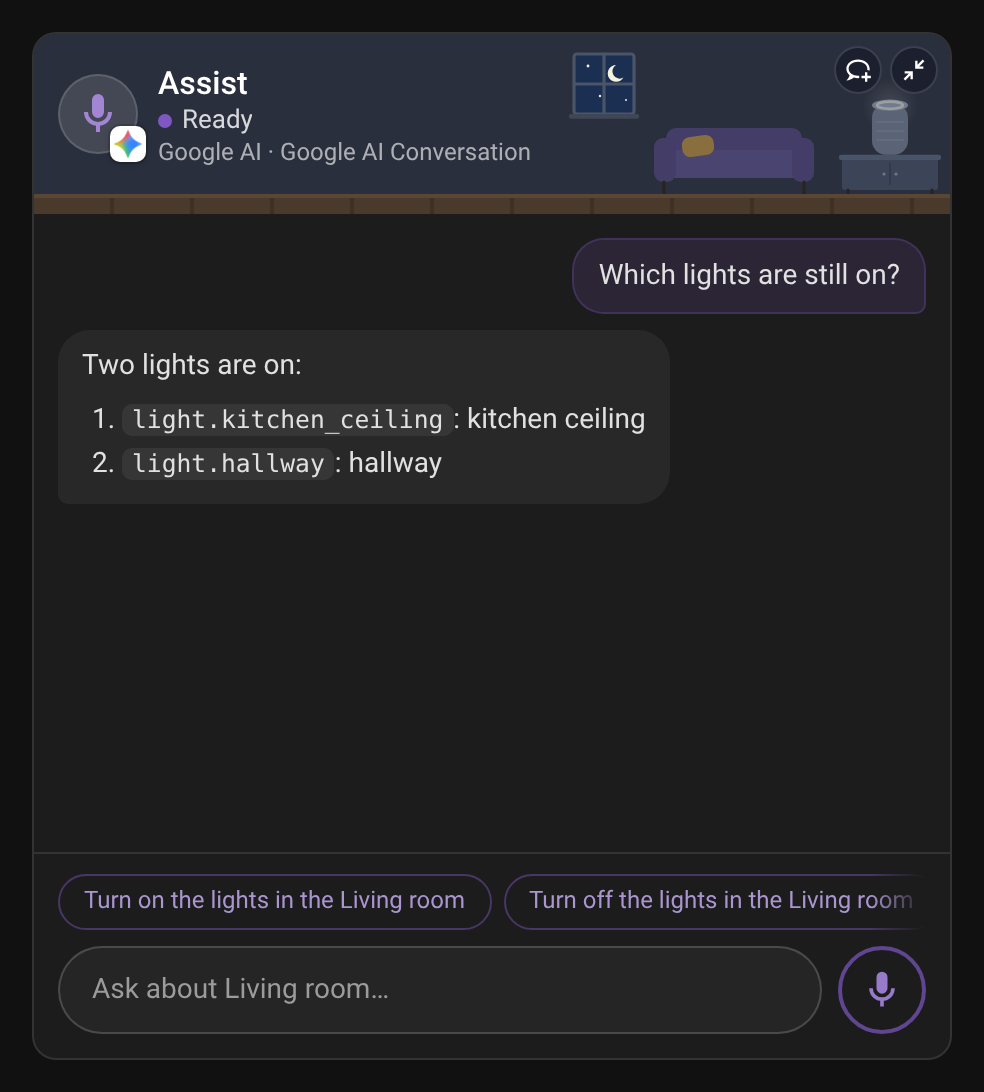 Assist
Ready
Google AI · Google AI Conversation
Which lights are still on?
Two lights are on:
1. light.kitchen_ceiling: kitchen ceiling
2. light.hallway: hallway
Turn on the lights in the Living room
Turn off the lights in the Living room
Ask about Living room…